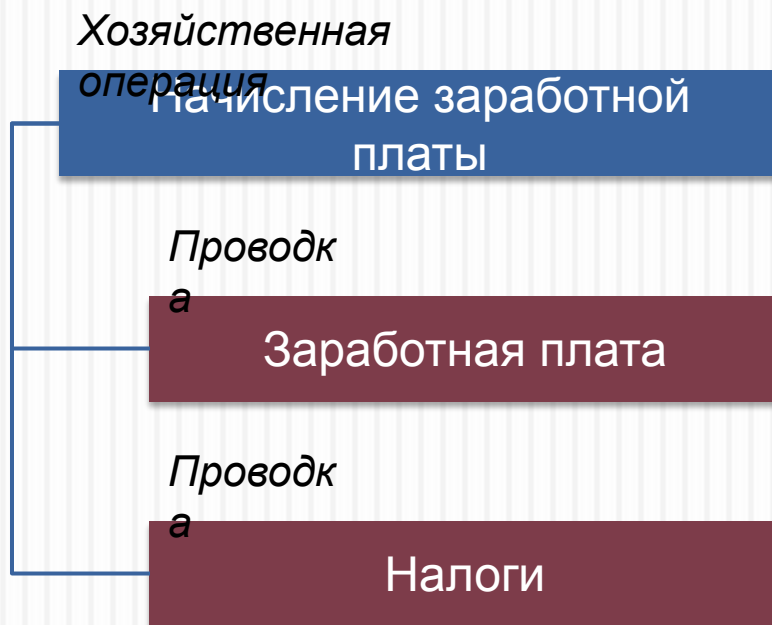 Хозяйственная
операция
Начисление заработной
платы
Проводк
а
Заработная плата
Проводк
а
Налоги